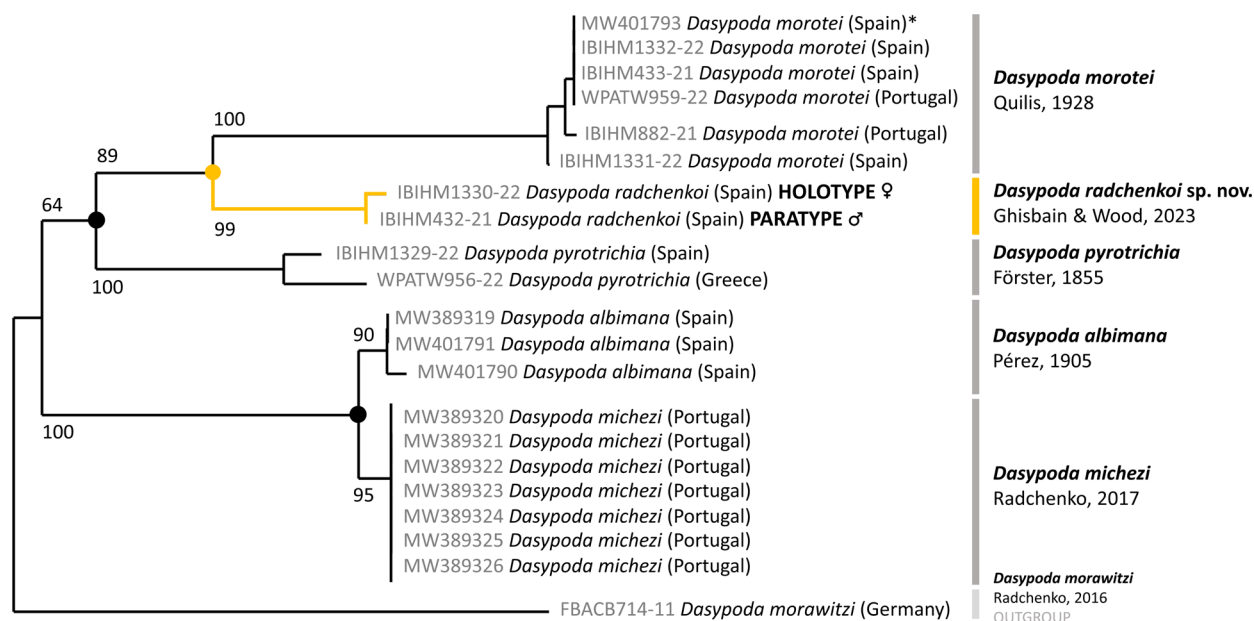 MW401793 Dasypoda morotei (Spain)*
IBIHM1332-22 Dasypoda morotei (Spain)
IBIHM433-21 Dasypoda morotei (Spain)
WPATW959-22 Dasypoda morotei (Portugal)
IBIHM882-21 Dasypoda morotei (Portugal)
IBIHM1331-22 Dasypoda morotei (Spain)
Dasypoda morotei
Quilis, 1928
100
89
64
99
100
IBIHM1330-22 Dasypoda radchenkoi (Spain) HOLOTYPE ♀
IBIHM432-21 Dasypoda radchenkoi (Spain) PARATYPE ♂
Dasypoda radchenkoi sp. nov.
Ghisbain & Wood, 2023
IBIHM1329-22 Dasypoda pyrotrichia (Spain)
WPATW956-22 Dasypoda pyrotrichia (Greece)
Dasypoda pyrotrichia
Förster, 1855
90
100
95
MW389319 Dasypoda albimana (Spain)
MW401791 Dasypoda albimana (Spain)
MW401790 Dasypoda albimana (Spain)
Dasypoda albimana
Pérez, 1905
MW389320 Dasypoda michezi (Portugal)
MW389321 Dasypoda michezi (Portugal)
MW389322 Dasypoda michezi (Portugal)
MW389323 Dasypoda michezi (Portugal)
MW389324 Dasypoda michezi (Portugal)
MW389325 Dasypoda michezi (Portugal)
MW389326 Dasypoda michezi (Portugal)
Dasypoda michezi
Radchenko, 2017
FBACB714-11 Dasypoda morawitzi (Germany)
Dasypoda morawitzi
Radchenko, 2016
OUTGROUP